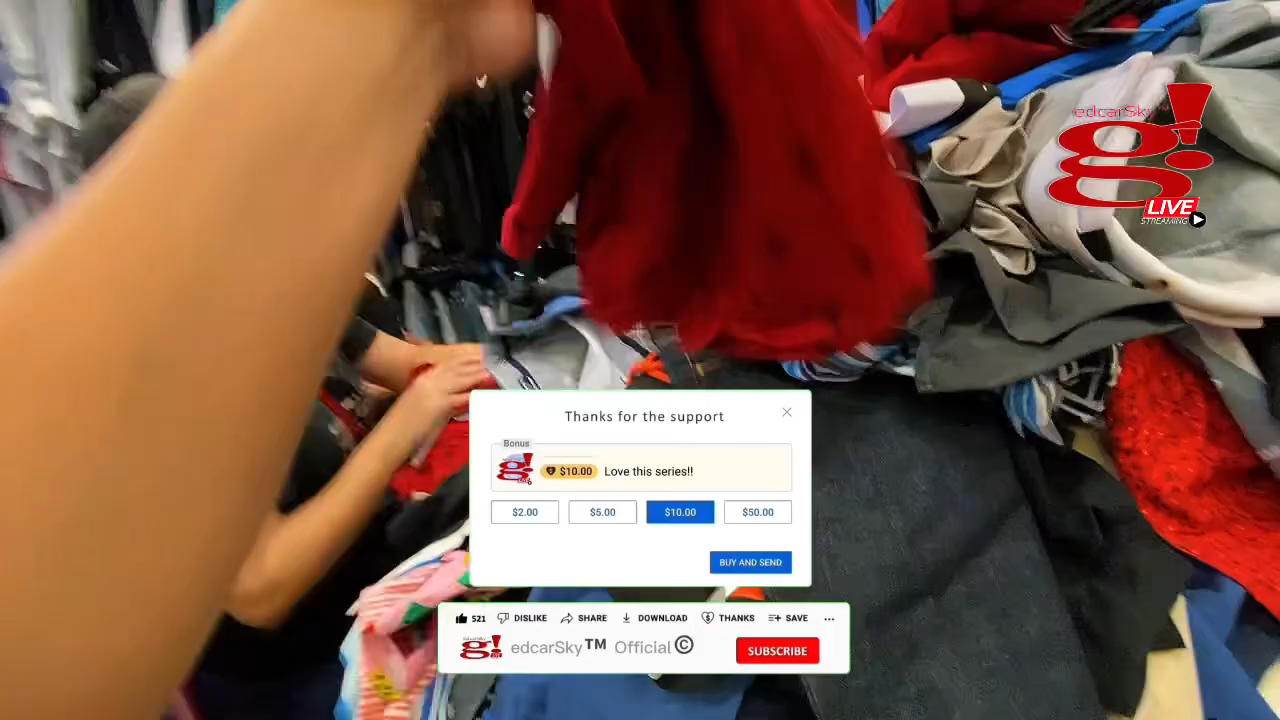 edcarSky™
g!
LIVE
STREAMING
Thanks for the support
Bonus
$10.00 Love this series!!
$2.00 $5.00 $10.00 $50.00
BUY AND SEND
521 DISLIKE SHARE DOWNLOAD THANKS SAVE ...
g! edcarSky™ Official ©
SUBSCRIBE